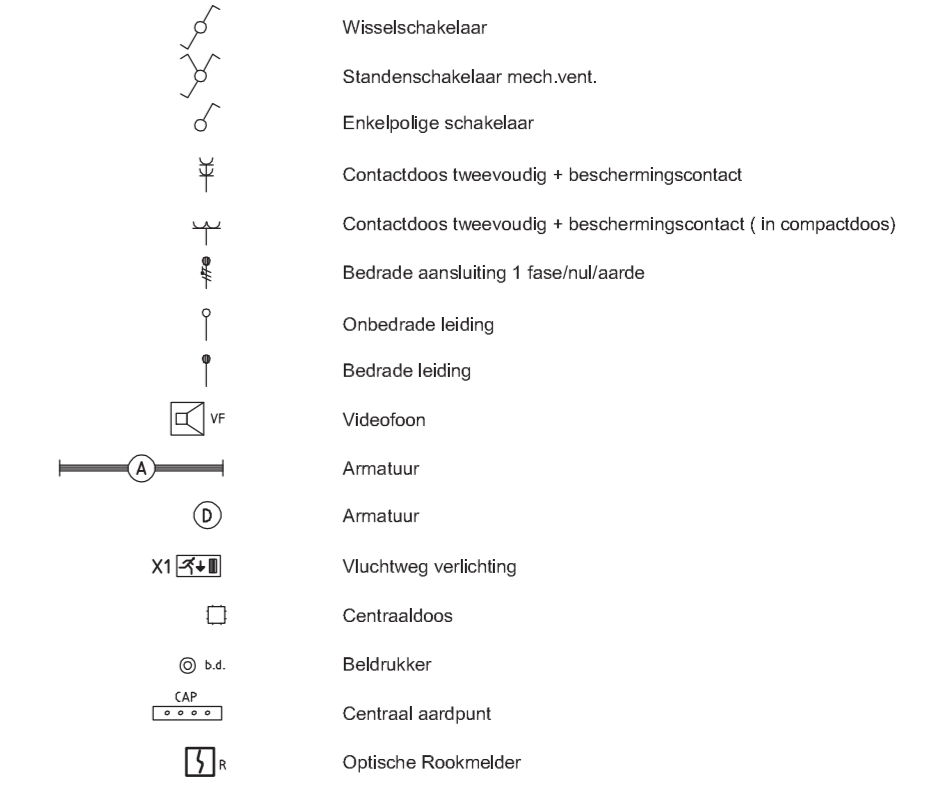 Wisselschakelaar
Standenschakelaar mech.vent.
Enkelpolige schakelaar
Contactdoos tweevoudig + beschermingscontact
Contactdoos tweevoudig + beschermingscontact ( in compactdoos)
Bedrade aansluiting 1 fase/nul/aarde
Onbedrade leiding
Bedrade leiding
VF Videofoon
A Armatuur
D Armatuur
X1 Vluchtweg verlichting
Centraaldoos
b.d. Beldrukker
CAP
Centraal aardpunt
R Optische Rookmelder